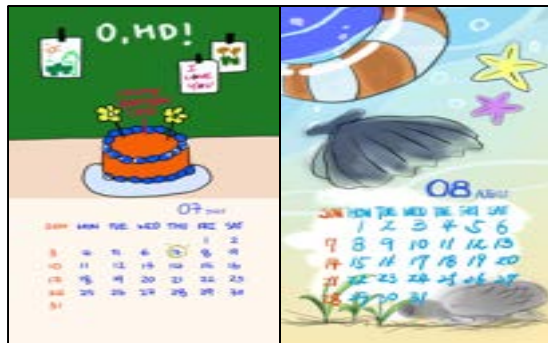 O, HD!
I
LOVE
YOU!
07
SUN MON TUE WED THU FRI SAT
1 2
3 4 5 6 7 8 9
10 11 12 13 14 15 16
17 18 19 20 21 22 23
24 25 26 27 28 29 30
31
08
SUN MON TUE WED THU FRI SAT
1 2 3 4 5 6
7 8 9 10 11 12 13
14 15 16 17 18 19 20
21 22 23 24 25 26 27
28 29 30 31